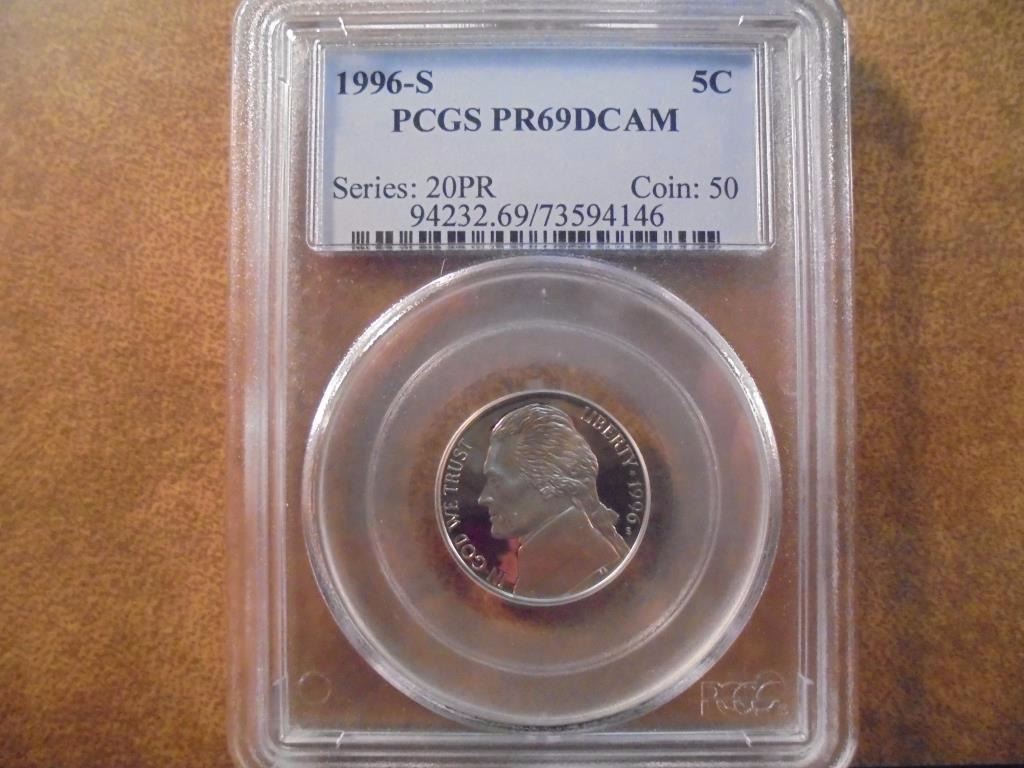 1996-S 5C
PCGS PR69DCAM
Series: 20PR Coin: 50
94232.69/73594146
IN GOD WE TRUST
LIBERTY * 1996 S
PCGS